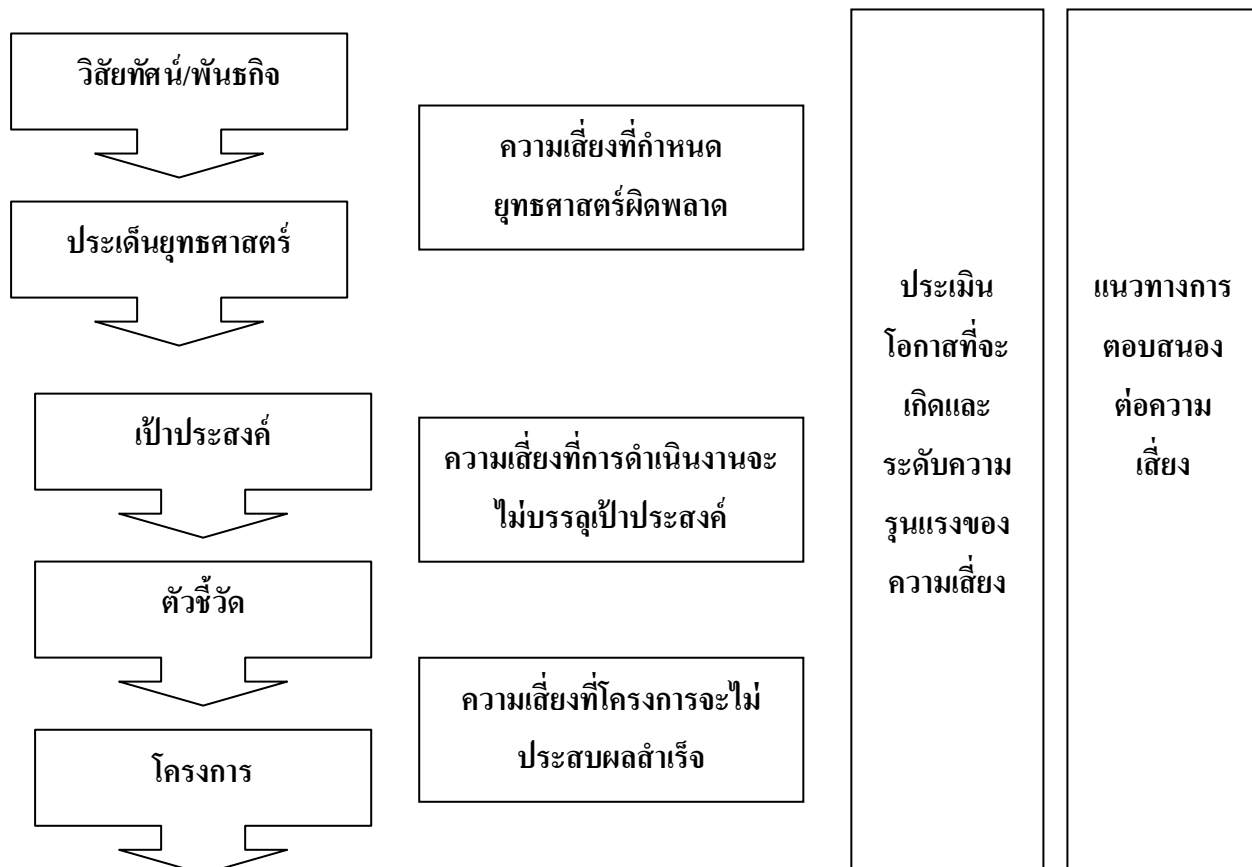 วิสัยทัศน์/พันธกิจ
ประเด็นยุทธศาสตร์
เป้าประสงค์
ตัวชี้วัด
โครงการ
ความเสี่ยงที่กำหนด
ยุทธศาสตร์ผิดพลาด
ความเสี่ยงที่การดำเนินงานจะ
ไม่บรรลุเป้าประสงค์
ความเสี่ยงที่โครงการจะไม่
ประสบผลสำเร็จ
ประเมิน
โอกาสที่จะ
เกิดและ
ระดับความ
รุนแรงของ
ความเสี่ยง
แนวทางการ
ตอบสนอง
ต่อความ
เสี่ยง